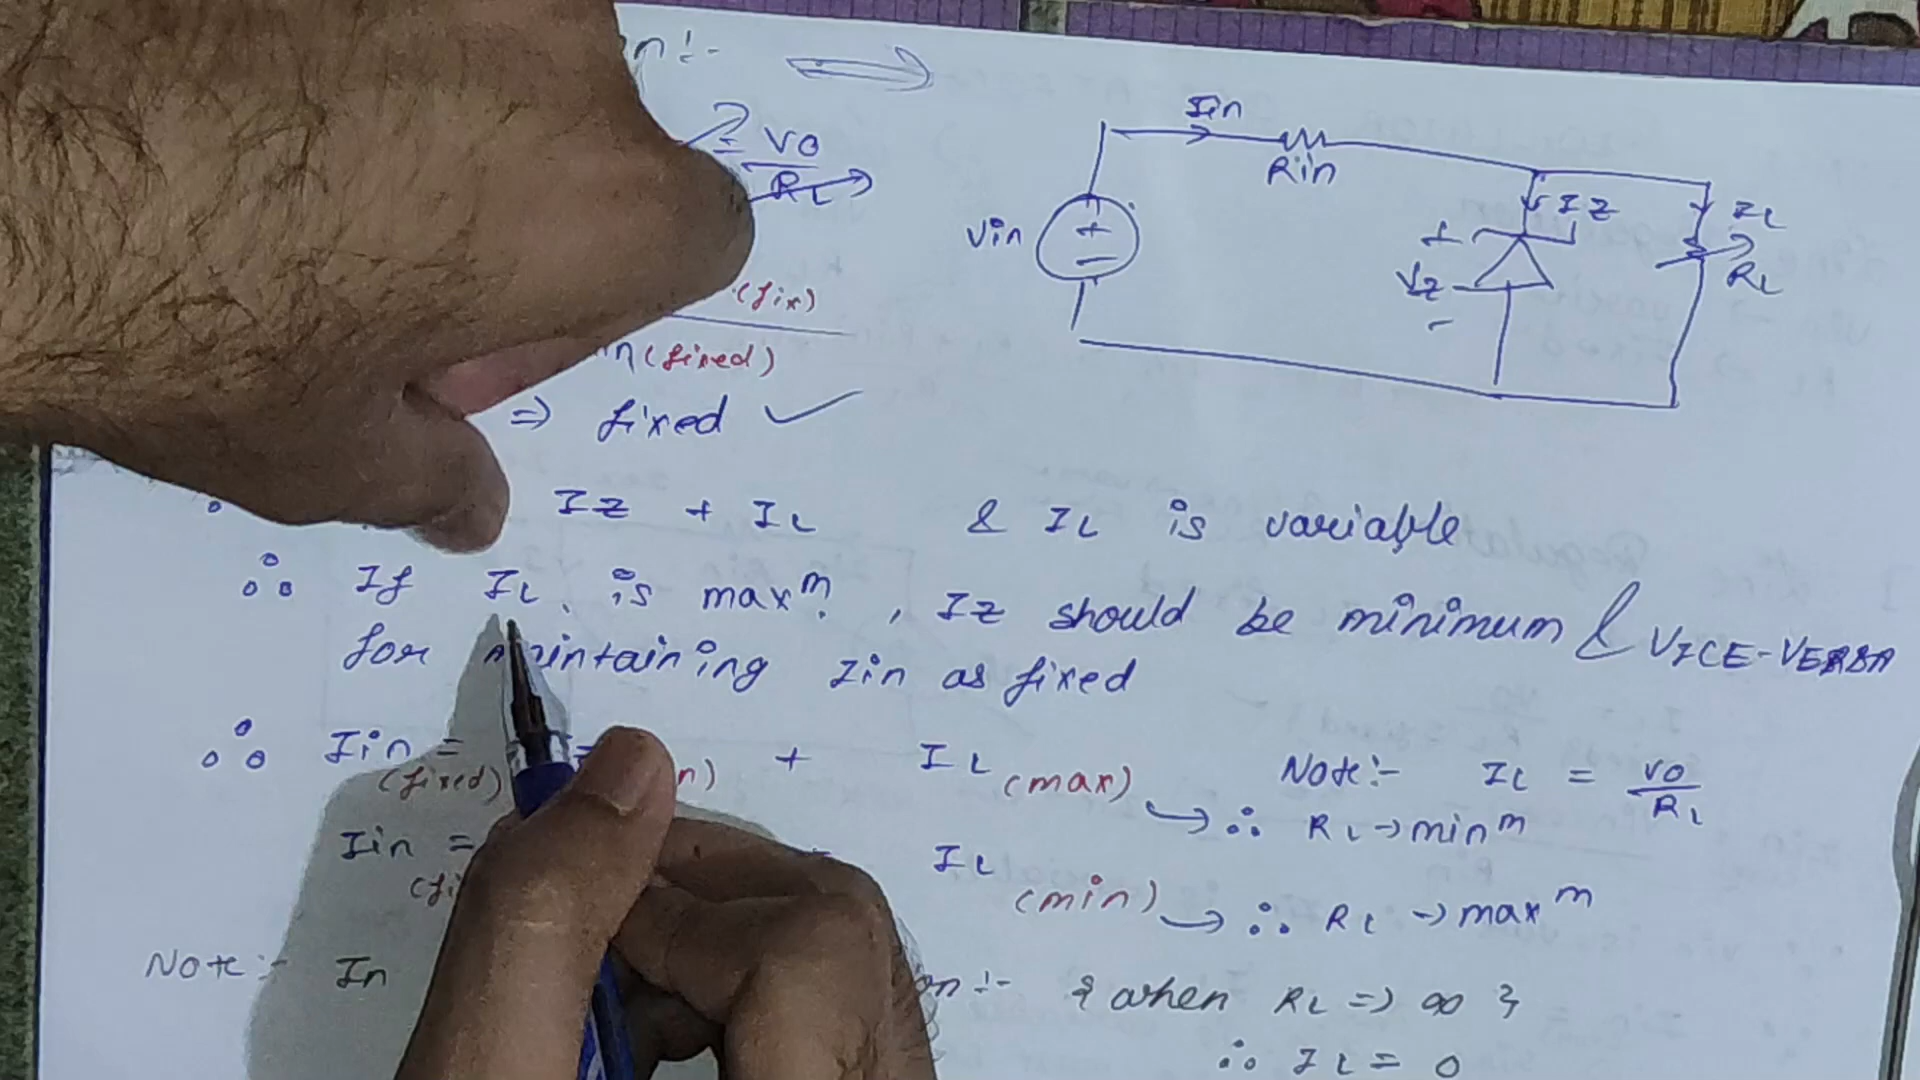 n:-
= VO
RL
(fix)
n(fixed)
⇒ fixed ✓
Iin
Rin
Vin
+
-
IZ
IL
+
VZ
-
RL
IZ + IL & IL is variable
∴ If IL is maxm, IZ should be minimum & VICE-VERSA
for maintaining Iin as fixed
∴ Iin = n) + IL (max) Note:- IL = VO
(fixed) RL
∴ RL → minm
Iin = IL
(min) ∴ RL → maxm
Note:- In on:- { when RL ⇒ ∞ }
∴ IL = 0